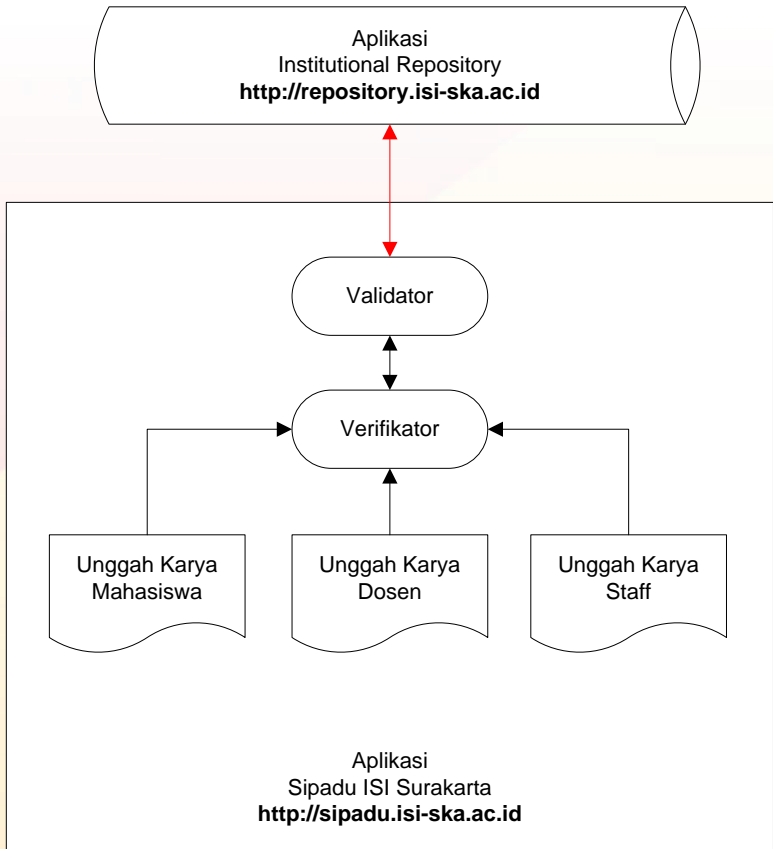 Aplikasi
Institutional Repository
http://repository.isi-ska.ac.id
Validator
Verifikator
Unggah Karya
Mahasiswa
Unggah Karya
Dosen
Unggah Karya
Staff
Aplikasi
Sipadu ISI Surakarta
http://sipadu.isi-ska.ac.id